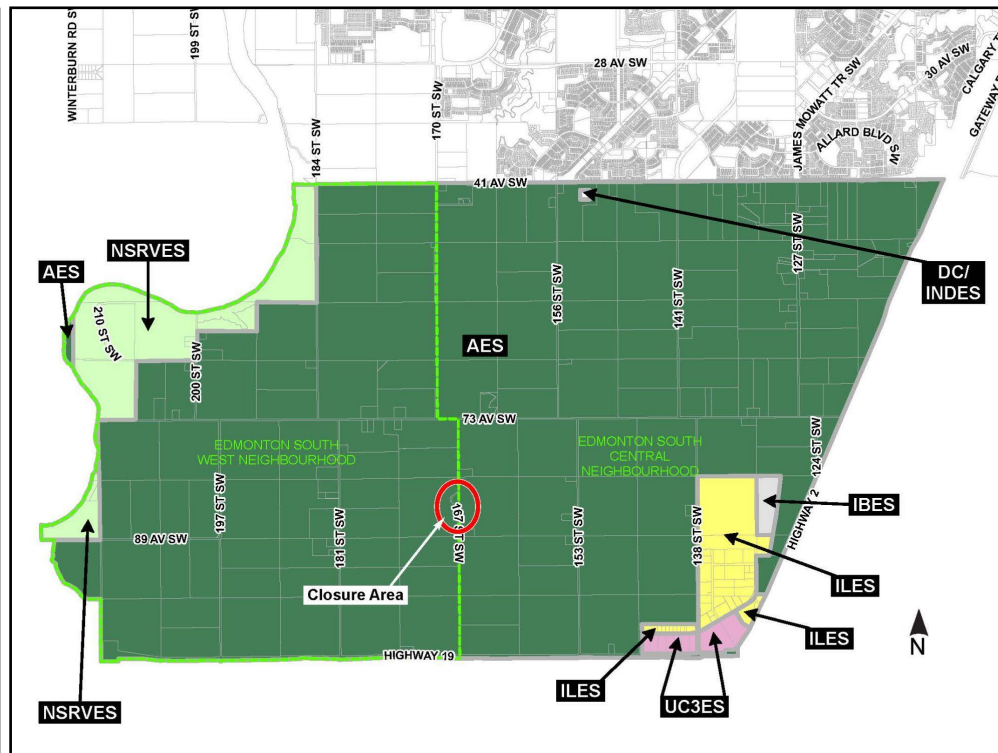 WINTERBURN RD SW
199 ST SW
184 ST SW
170 ST SW
28 AV SW
JAMES MOWATT TR SW
30 AV SW
ALLARD BLVD SW
41 AV SW
NSRVES
AES
210 ST SW
200 ST SW
AES
156 ST SW
141 ST SW
127 ST SW
DC/
INDES
73 AV SW
EDMONTON SOUTH
WEST NEIGHBOURHOOD
EDMONTON SOUTH
CENTRAL
NEIGHBOURHOOD
124 ST SW
HIGHWAY 2
197 ST SW
181 ST SW
167 ST SW
153 ST SW
138 ST SW
IBES
89 AV SW
Closure Area
ILES
ILES
HIGHWAY 19
N
NSRVES
ILES
UC3ES